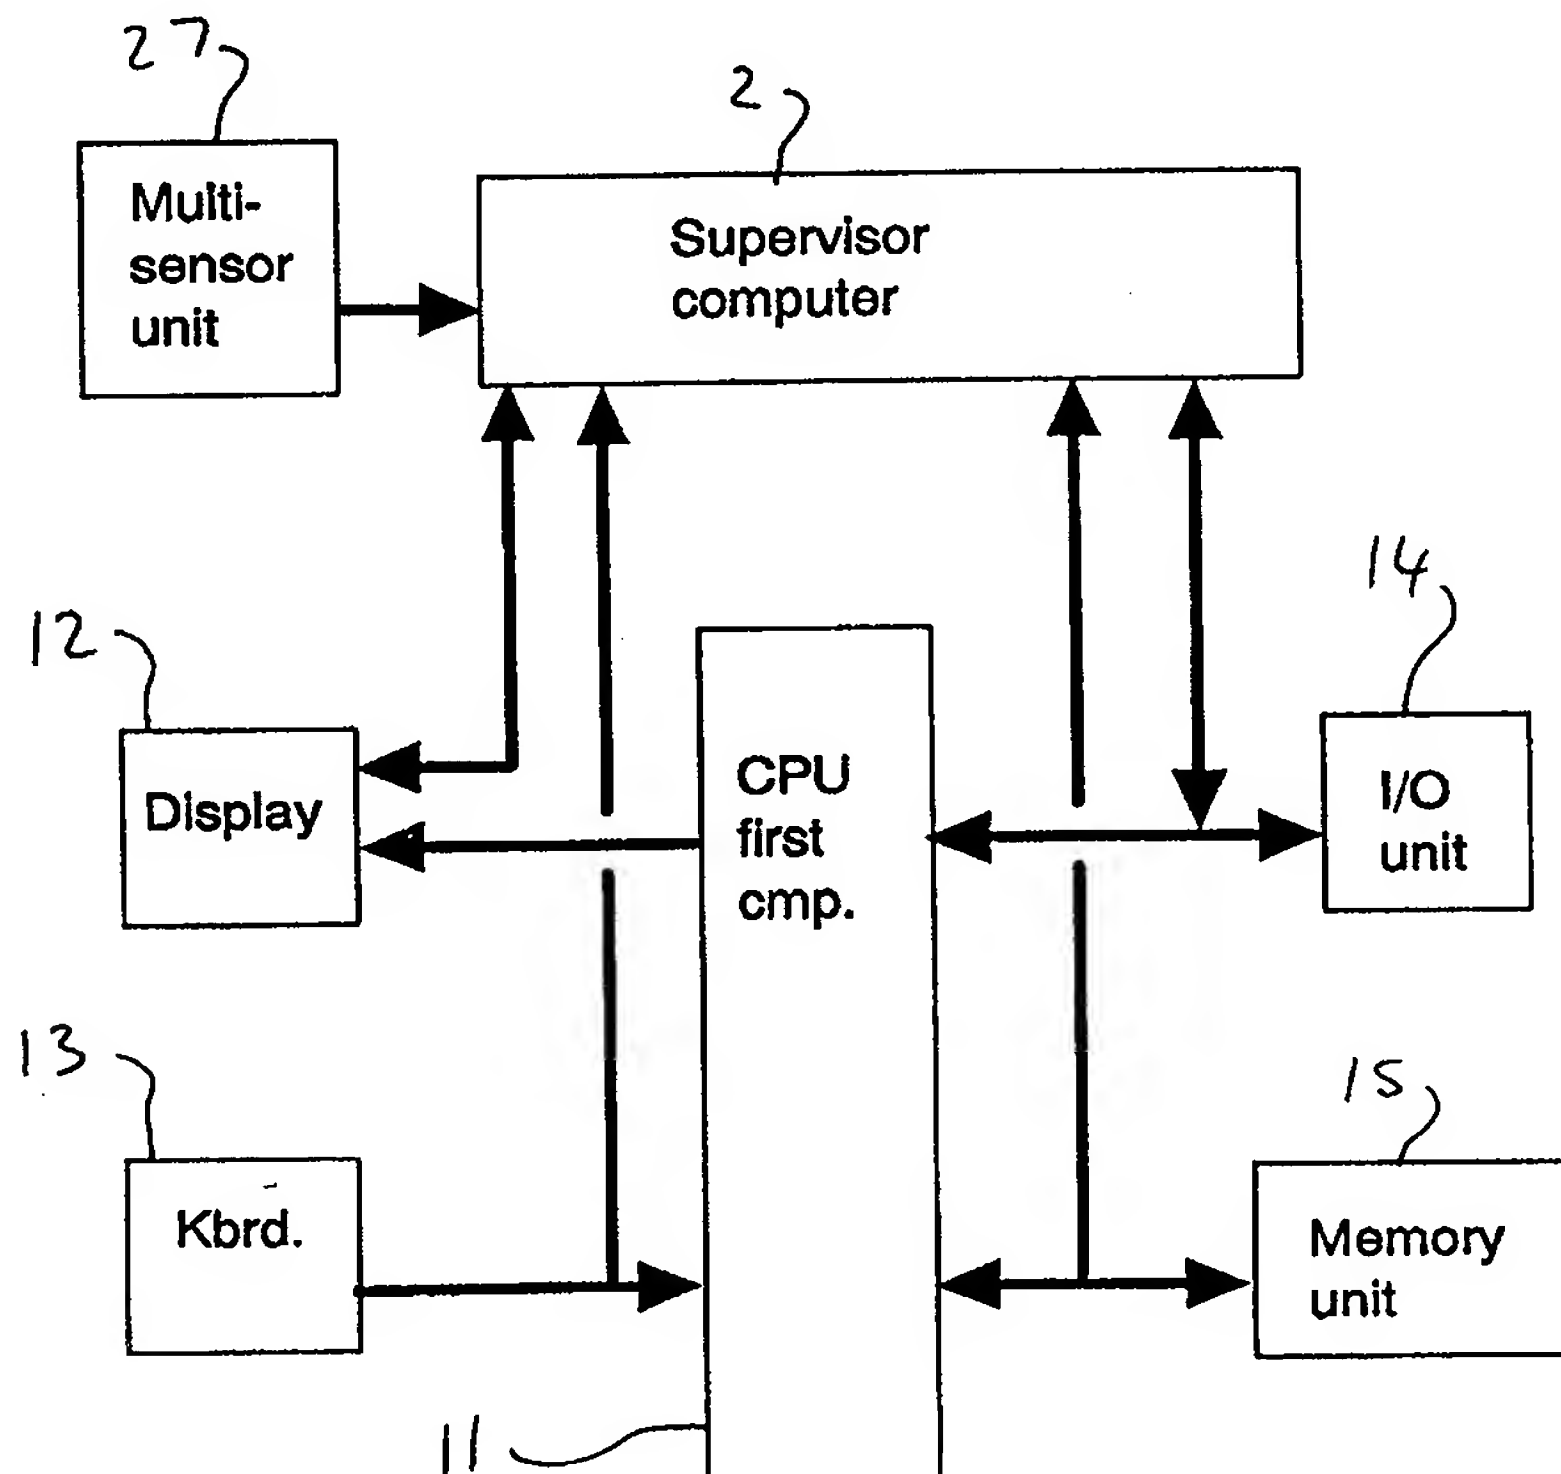 27
2
Multi-
sensor
unit
Supervisor
computer
12
14
Display
CPU
first
cmp.
I/O
unit
13
15
Kbrd.
Memory
unit
11